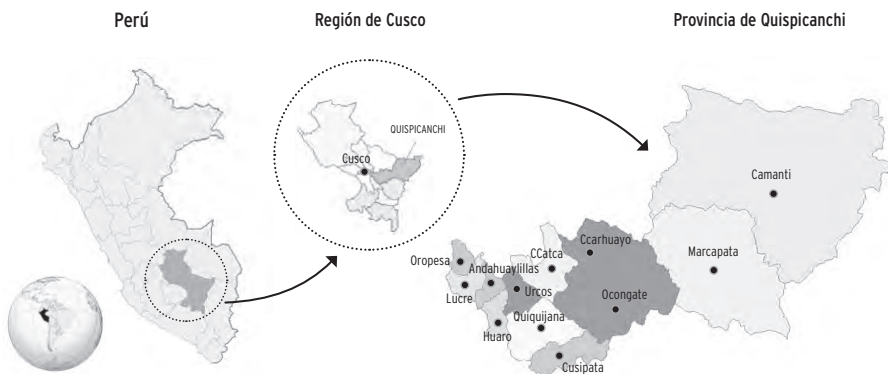 Perú
Región de Cusco
Provincia de Quispicanchi
QUISPICANCHI
Cusco
Camanti
Ccarhuayo
CCatca
Marcapata
Oropesa
Andahuaylillas
Urcos
Lucre
Ocongate
Quiquijana
Huaro
Cusipata